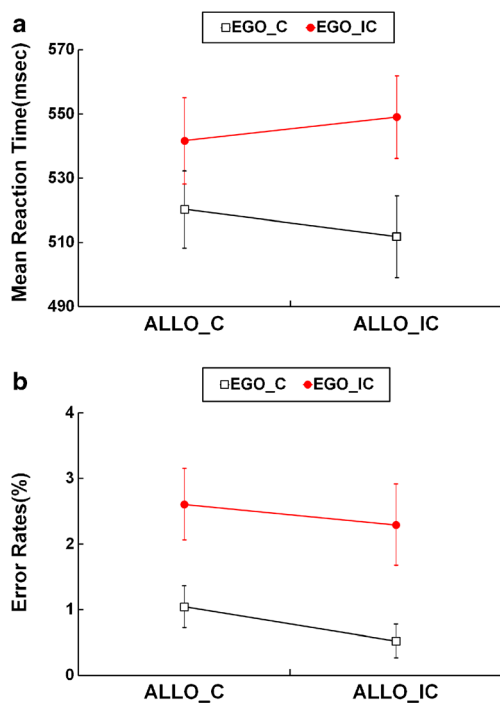 a
EGO_C EGO_IC
Mean Reaction Time(msec)
570
550
530
510
490
ALLO_C ALLO_IC
b
EGO_C EGO_IC
Error Rates(%)
4
3
2
1
0
ALLO_C ALLO_IC